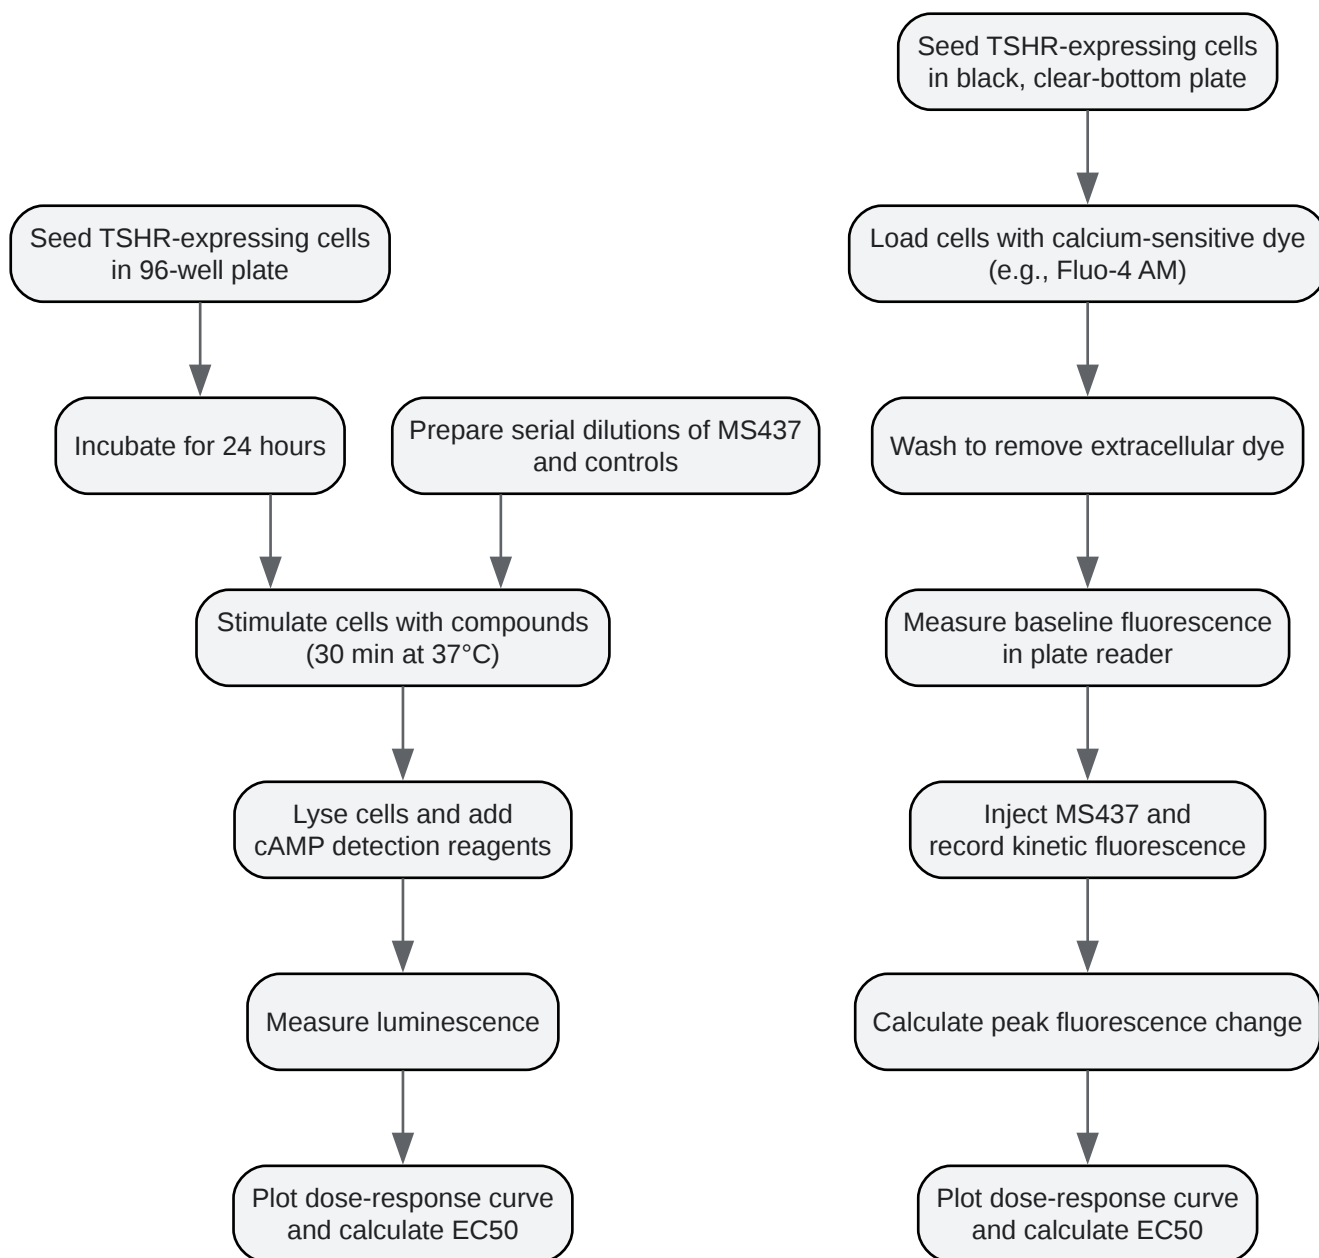 Seed TSHR-expressing cells
in 96-well plate
Incubate for 24 hours
Prepare serial dilutions of MS437
and controls
Stimulate cells with compounds
(30 min at 37°C)
Lyse cells and add
cAMP detection reagents
Measure luminescence
Plot dose-response curve
and calculate EC50
Seed TSHR-expressing cells
in black, clear-bottom plate
Load cells with calcium-sensitive dye
(e.g., Fluo-4 AM)
Wash to remove extracellular dye
Measure baseline fluorescence
in plate reader
Inject MS437 and
record kinetic fluorescence
Calculate peak fluorescence change
Plot dose-response curve
and calculate EC50